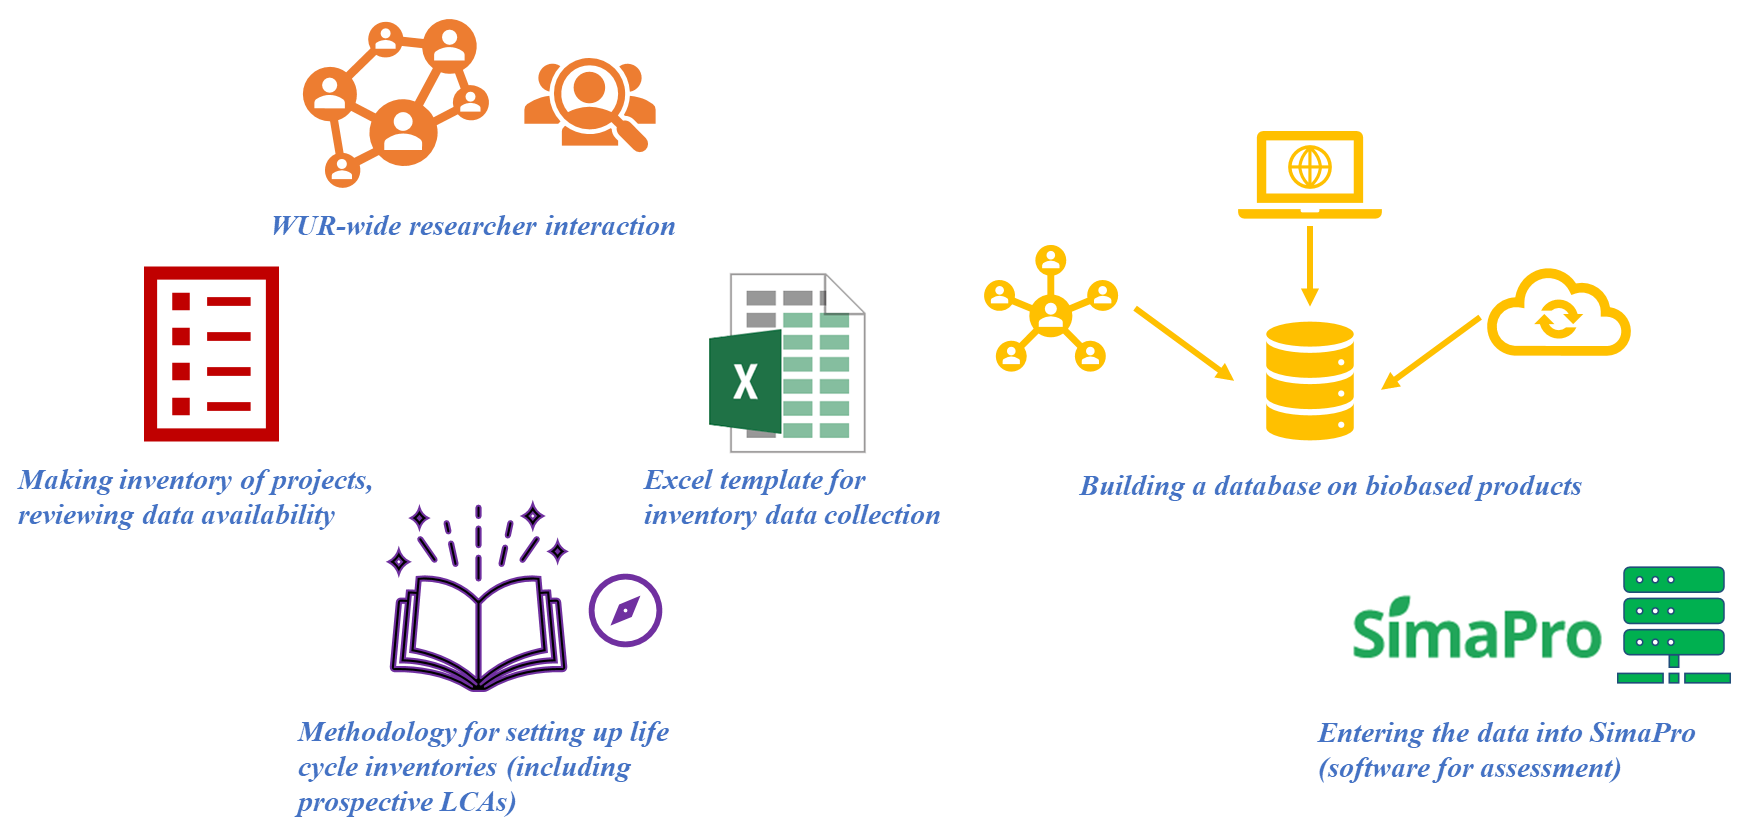 WUR-wide researcher interaction
X
Making inventory of projects,
reviewing data availability
Excel template for
inventory data collection
Building a database on biobased products
SimaPro
Methodology for setting up life
cycle inventories (including
prospective LCAs)
Entering the data into SimaPro
(software for assessment)